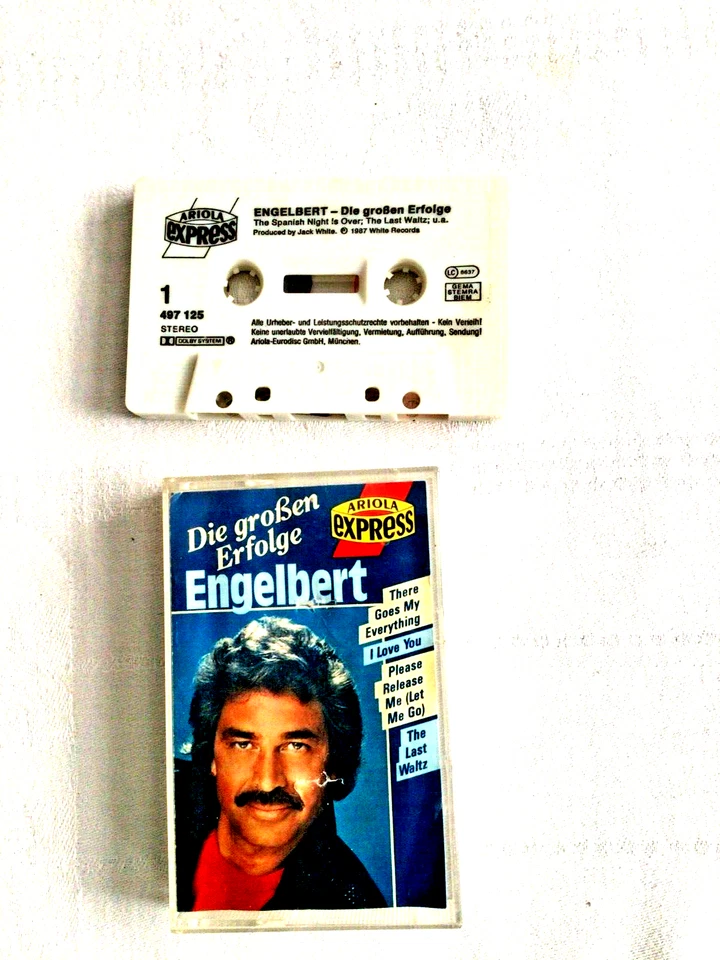 ARIOLA
EXPRESS
ENGELBERT – Die großen Erfolge
The Spanish Night Is Over; The Last Waltz; u.a.
Produced by Jack White. ℗ 1987 White Records
LC 5637
GEMA
STEMRA
BIEM
1
497 125
STEREO
DOLBY SYSTEM ®
Alle Urheber- und Leistungsschutzrechte vorbehalten - Kein Verleih!
Keine unerlaubte Vervielfältigung, Vermietung, Aufführung, Sendung!
Ariola-Eurodisc GmbH, München.
Die großen
Erfolge
ARIOLA
EXPRESS
Engelbert
There
Goes My
Everything
I Love You
Please
Release
Me (Let
Me Go)
The
Last
Waltz